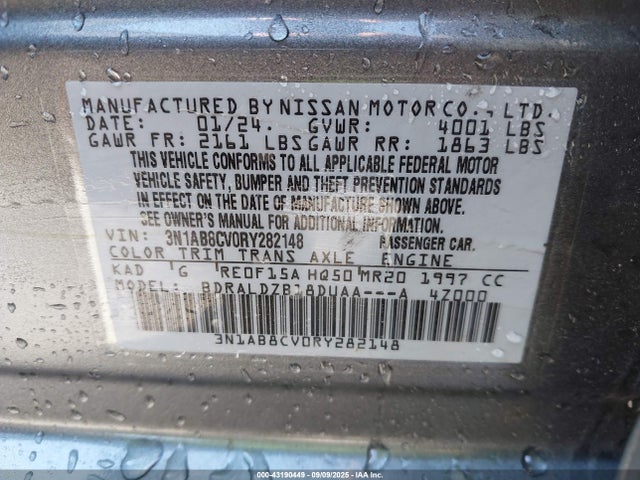 MANUFACTURED BY NISSAN MOTOR CO., LTD.
DATE: 01/24. GVWR: 4001 LBS
GAWR FR: 2161 LBS GAWR RR: 1863 LBS
THIS VEHICLE CONFORMS TO ALL APPLICABLE FEDERAL MOTOR
VEHICLE SAFETY, BUMPER AND THEFT PREVENTION STANDARDS
IN EFFECT ON THE DATE OF MANUFACTURE SHOWN ABOVE.
SEE OWNER'S MANUAL FOR ADDITIONAL INFORMATION.
VIN: 3N1AB8CV0RY282148 PASSENGER CAR.
COLOR TRIM TRANS AXLE ENGINE
KAD G RE0F15A HQ50 MR20 1997 CC
MODEL: BDRALDZB18DUAA---A 4Z000
3N1AB8CV0RY282148
000-43190449 - 09/09/2025 - IAAI.COM